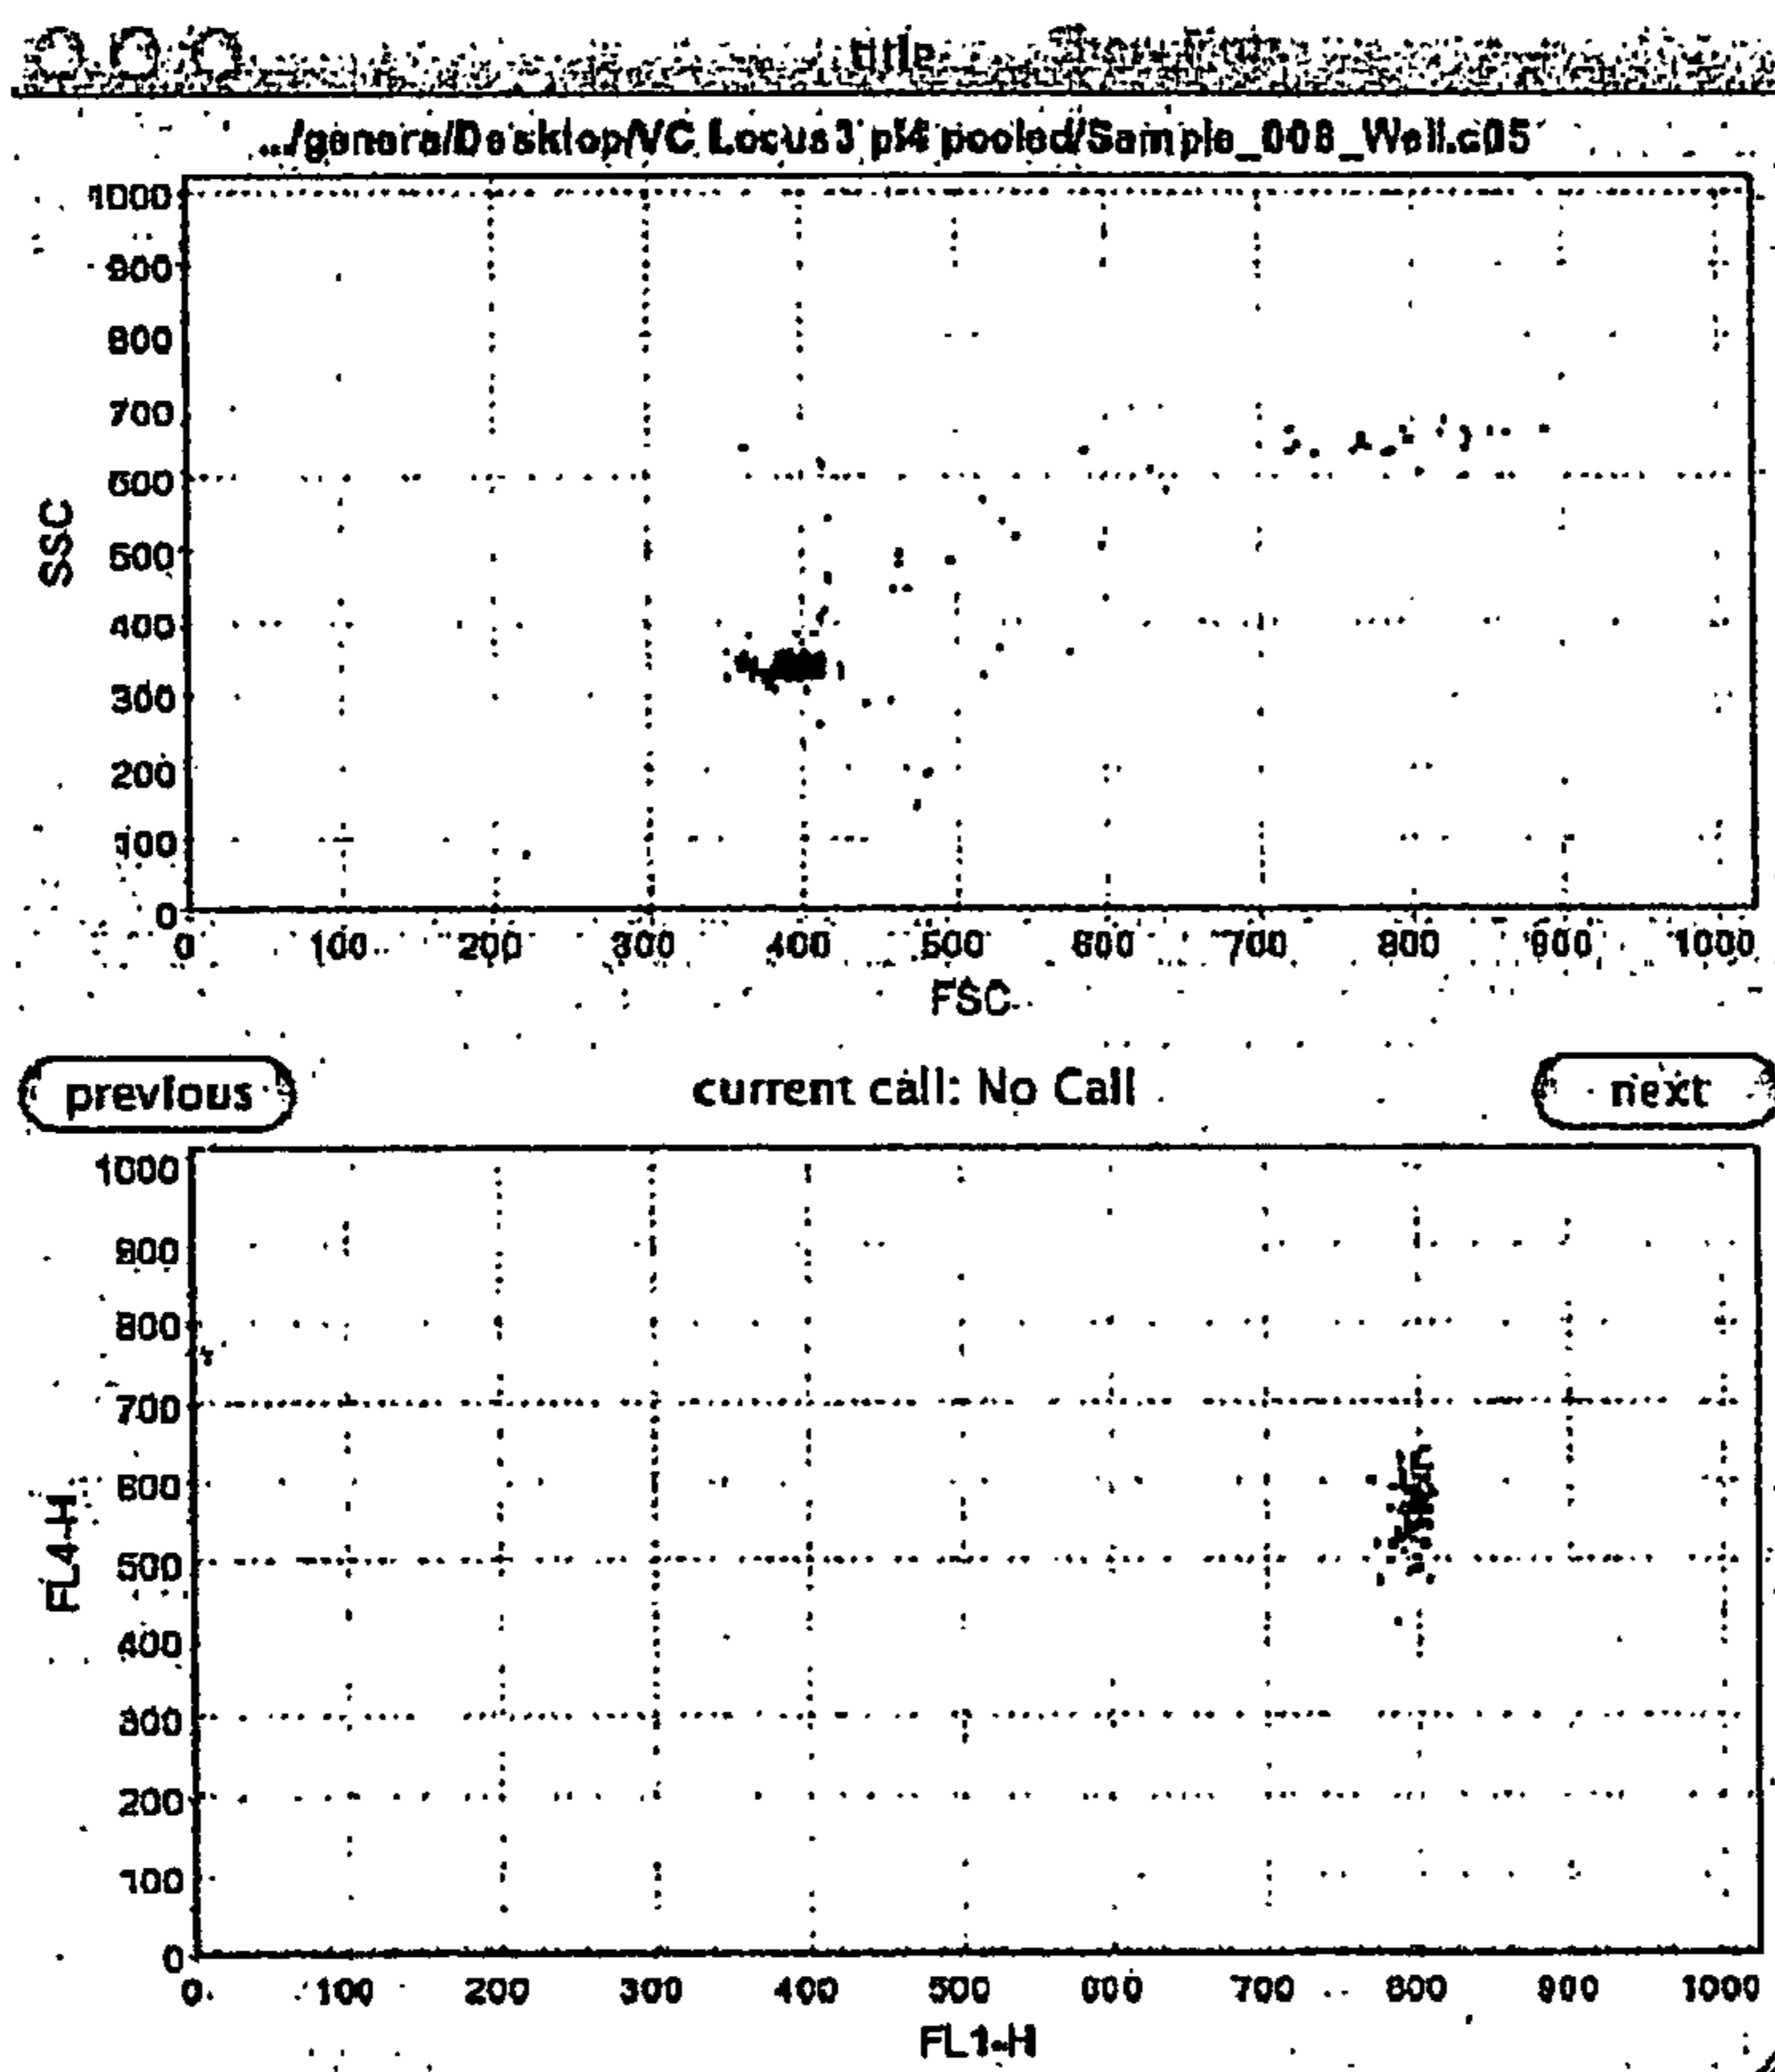 title
../genera/Desktop/VC Locus3 pl4 pooled/Sample_008_Well.c05
1000
900
800
700
600
500
400
300
200
100
0
SSC
0 100 200 300 400 500 600 700 800 900 1000
FSC
previous current call: No Call next
1000
900
800
700
600
500
400
300
200
100
0
FL4-H
0 100 200 300 400 500 600 700 800 900 1000
FL1-H